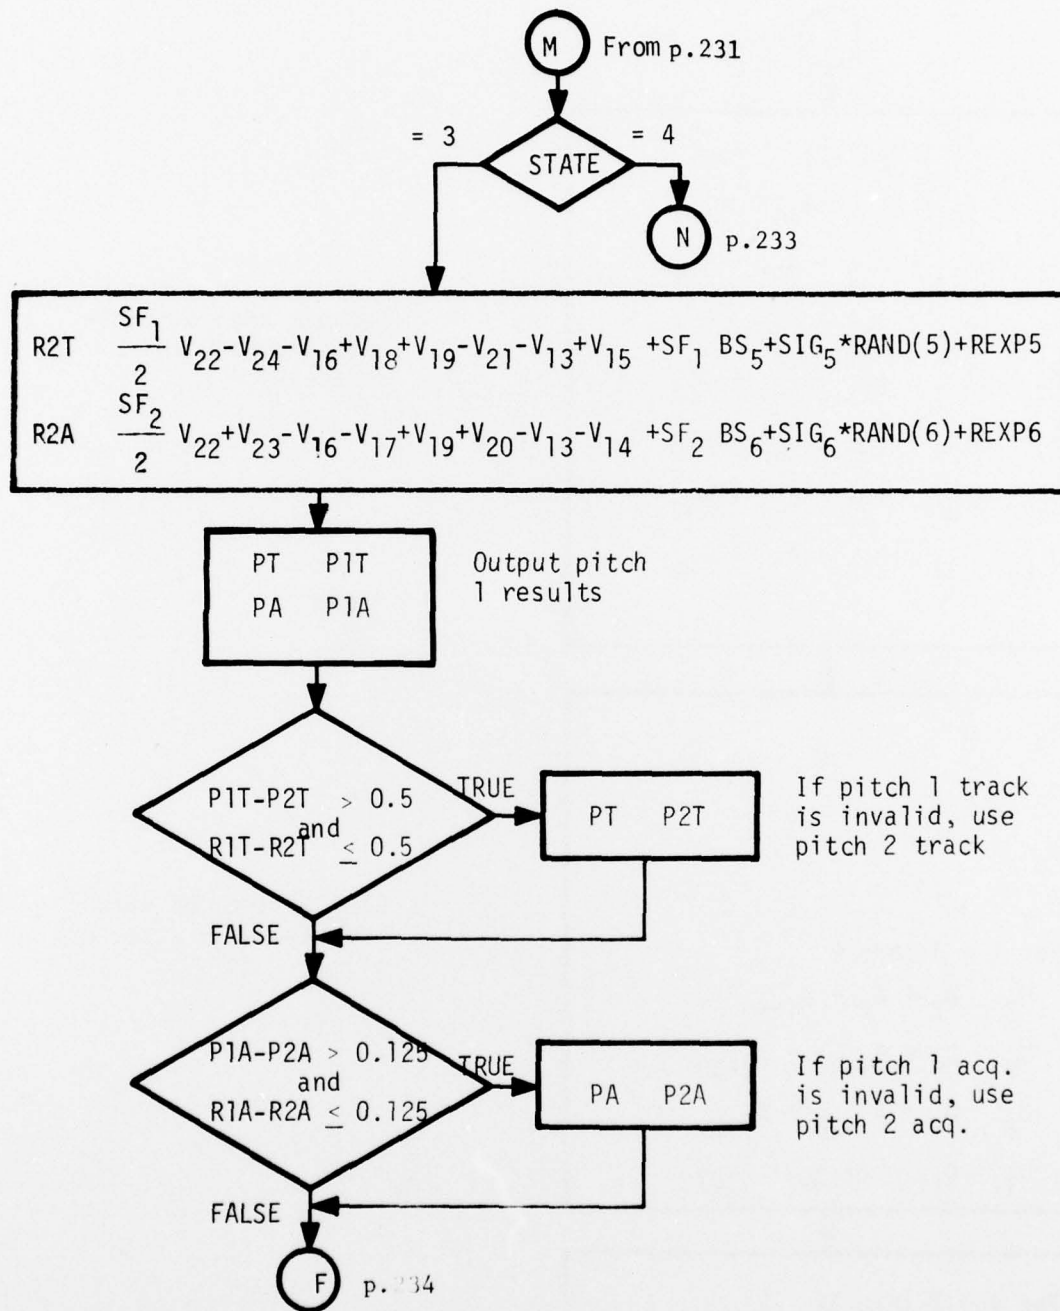 M From p.231
= 3
= 4
STATE
N p.233
R2T SF₁/2 V₂₂-V₂₄-V₁₆+V₁₈+V₁₉-V₂₁-V₁₃+V₁₅ +SF₁ BS₅+SIG₅*RAND(5)+REXP5
R2A SF₂/2 V₂₂+V₂₃-V₁₆-V₁₇+V₁₉+V₂₀-V₁₃-V₁₄ +SF₂ BS₆+SIG₆*RAND(6)+REXP6
PT P1T
PA P1A
Output pitch
1 results
P1T-P2T > 0.5
and
R1T-R2T ≤ 0.5
TRUE
PT P2T
If pitch 1 track
is invalid, use
pitch 2 track
FALSE
P1A-P2A > 0.125
and
R1A-R2A ≤ 0.125
TRUE
PA P2A
If pitch 1 acq.
is invalid, use
pitch 2 acq.
FALSE
F p.234